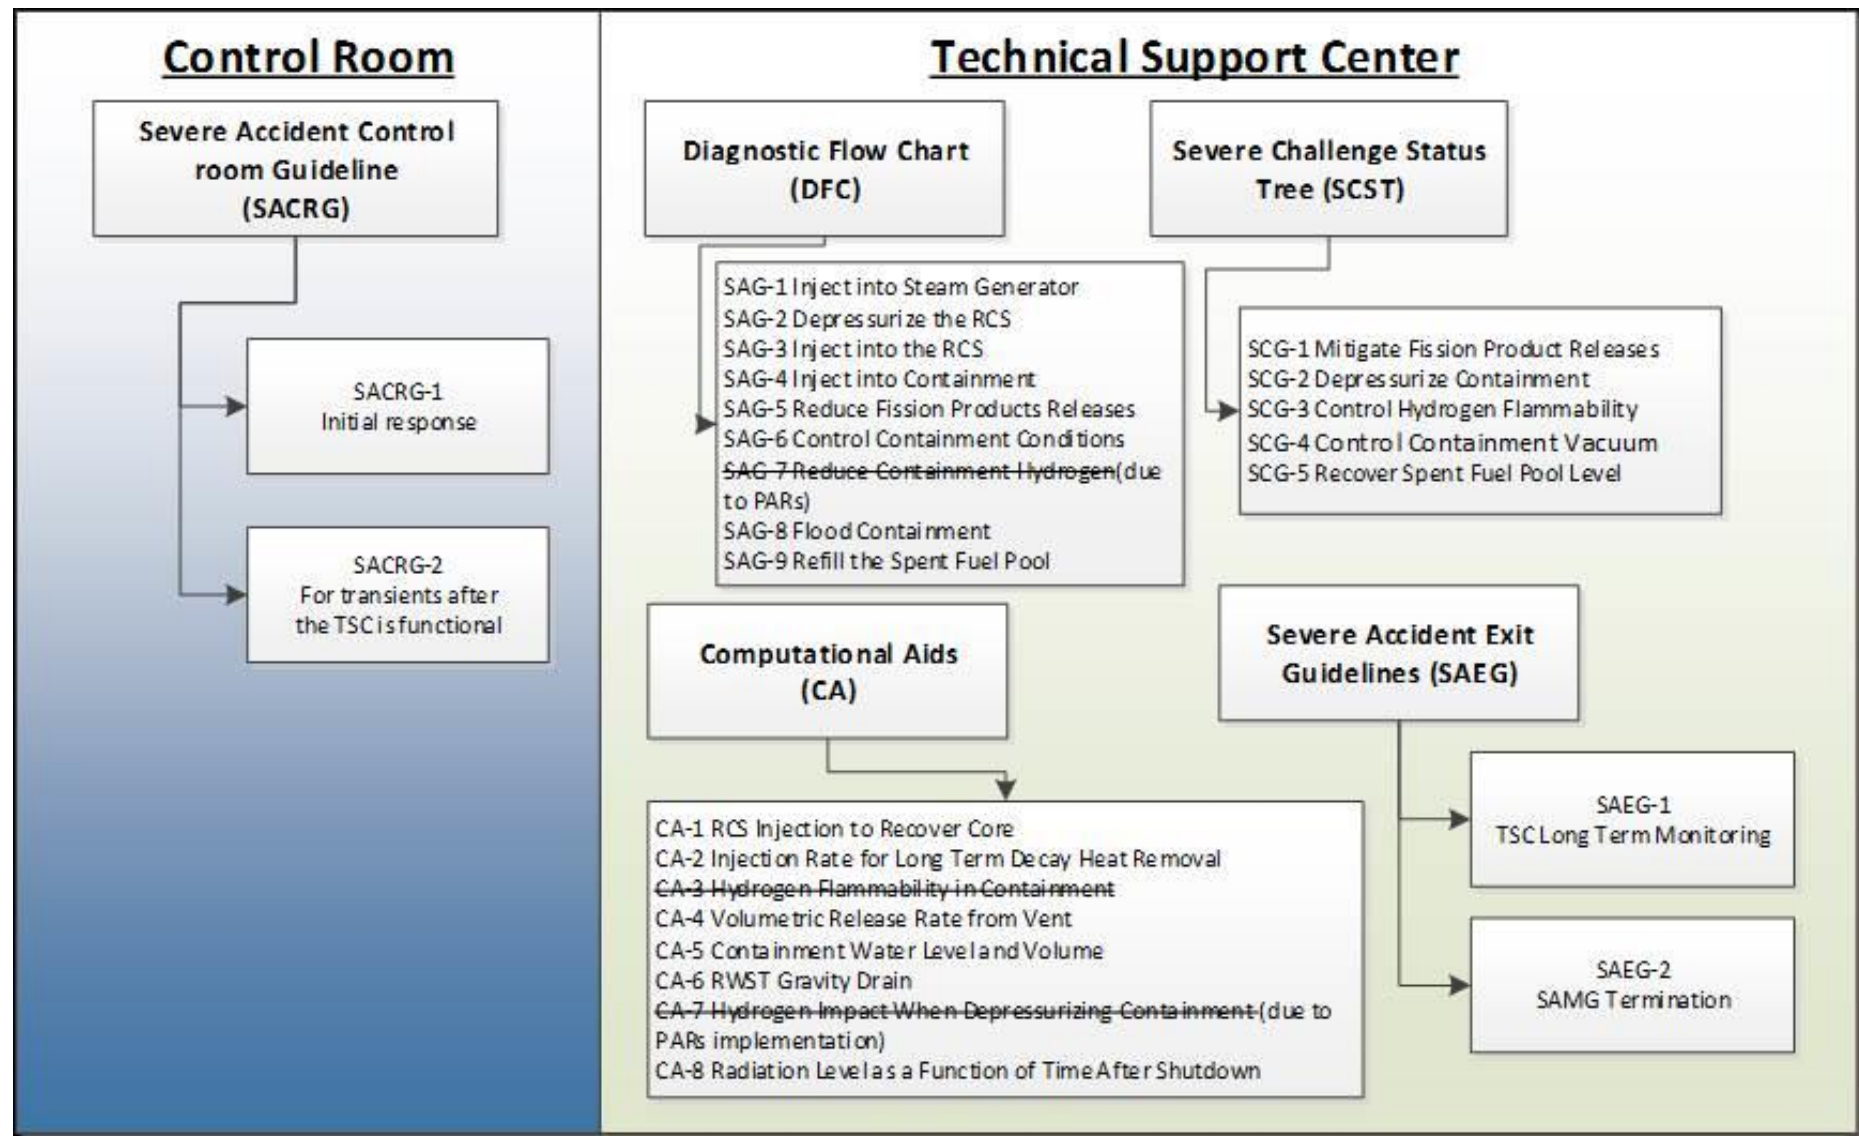 Control Room
Severe Accident Control
room Guideline
(SACRG)
SACRG-1
Initial response
SACRG-2
For transients after
the TSC is functional
Technical Support Center
Diagnostic Flow Chart
(DFC)
SAG-1 Inject into Steam Generator
SAG-2 Depressurize the RCS
SAG-3 Inject into the RCS
SAG-4 Inject into Containment
SAG-5 Reduce Fission Products Releases
SAG-6 Control Containment Conditions
SAG-7 Reduce Containment Hydrogen(due
to PARs)
SAG-8 Flood Containment
SAG-9 Refill the Spent Fuel Pool
Severe Challenge Status
Tree (SCST)
SCG-1 Mitigate Fission Product Releases
SCG-2 Depressurize Containment
SCG-3 Control Hydrogen Flammability
SCG-4 Control Containment Vacuum
SCG-5 Recover Spent Fuel Pool Level
Computational Aids
(CA)
CA-1 RCS Injection to Recover Core
CA-2 Injection Rate for Long Term Decay Heat Removal
CA-3 Hydrogen Flammability in Containment
CA-4 Volumetric Release Rate from Vent
CA-5 Containment Water Level and Volume
CA-6 RWST Gravity Drain
CA-7 Hydrogen Impact When Depressurizing Containment (due to
PARs implementation)
CA-8 Radiation Level as a Function of Time After Shutdown
Severe Accident Exit
Guidelines (SAEG)
SAEG-1
TSC Long Term Monitoring
SAEG-2
SAMG Termination